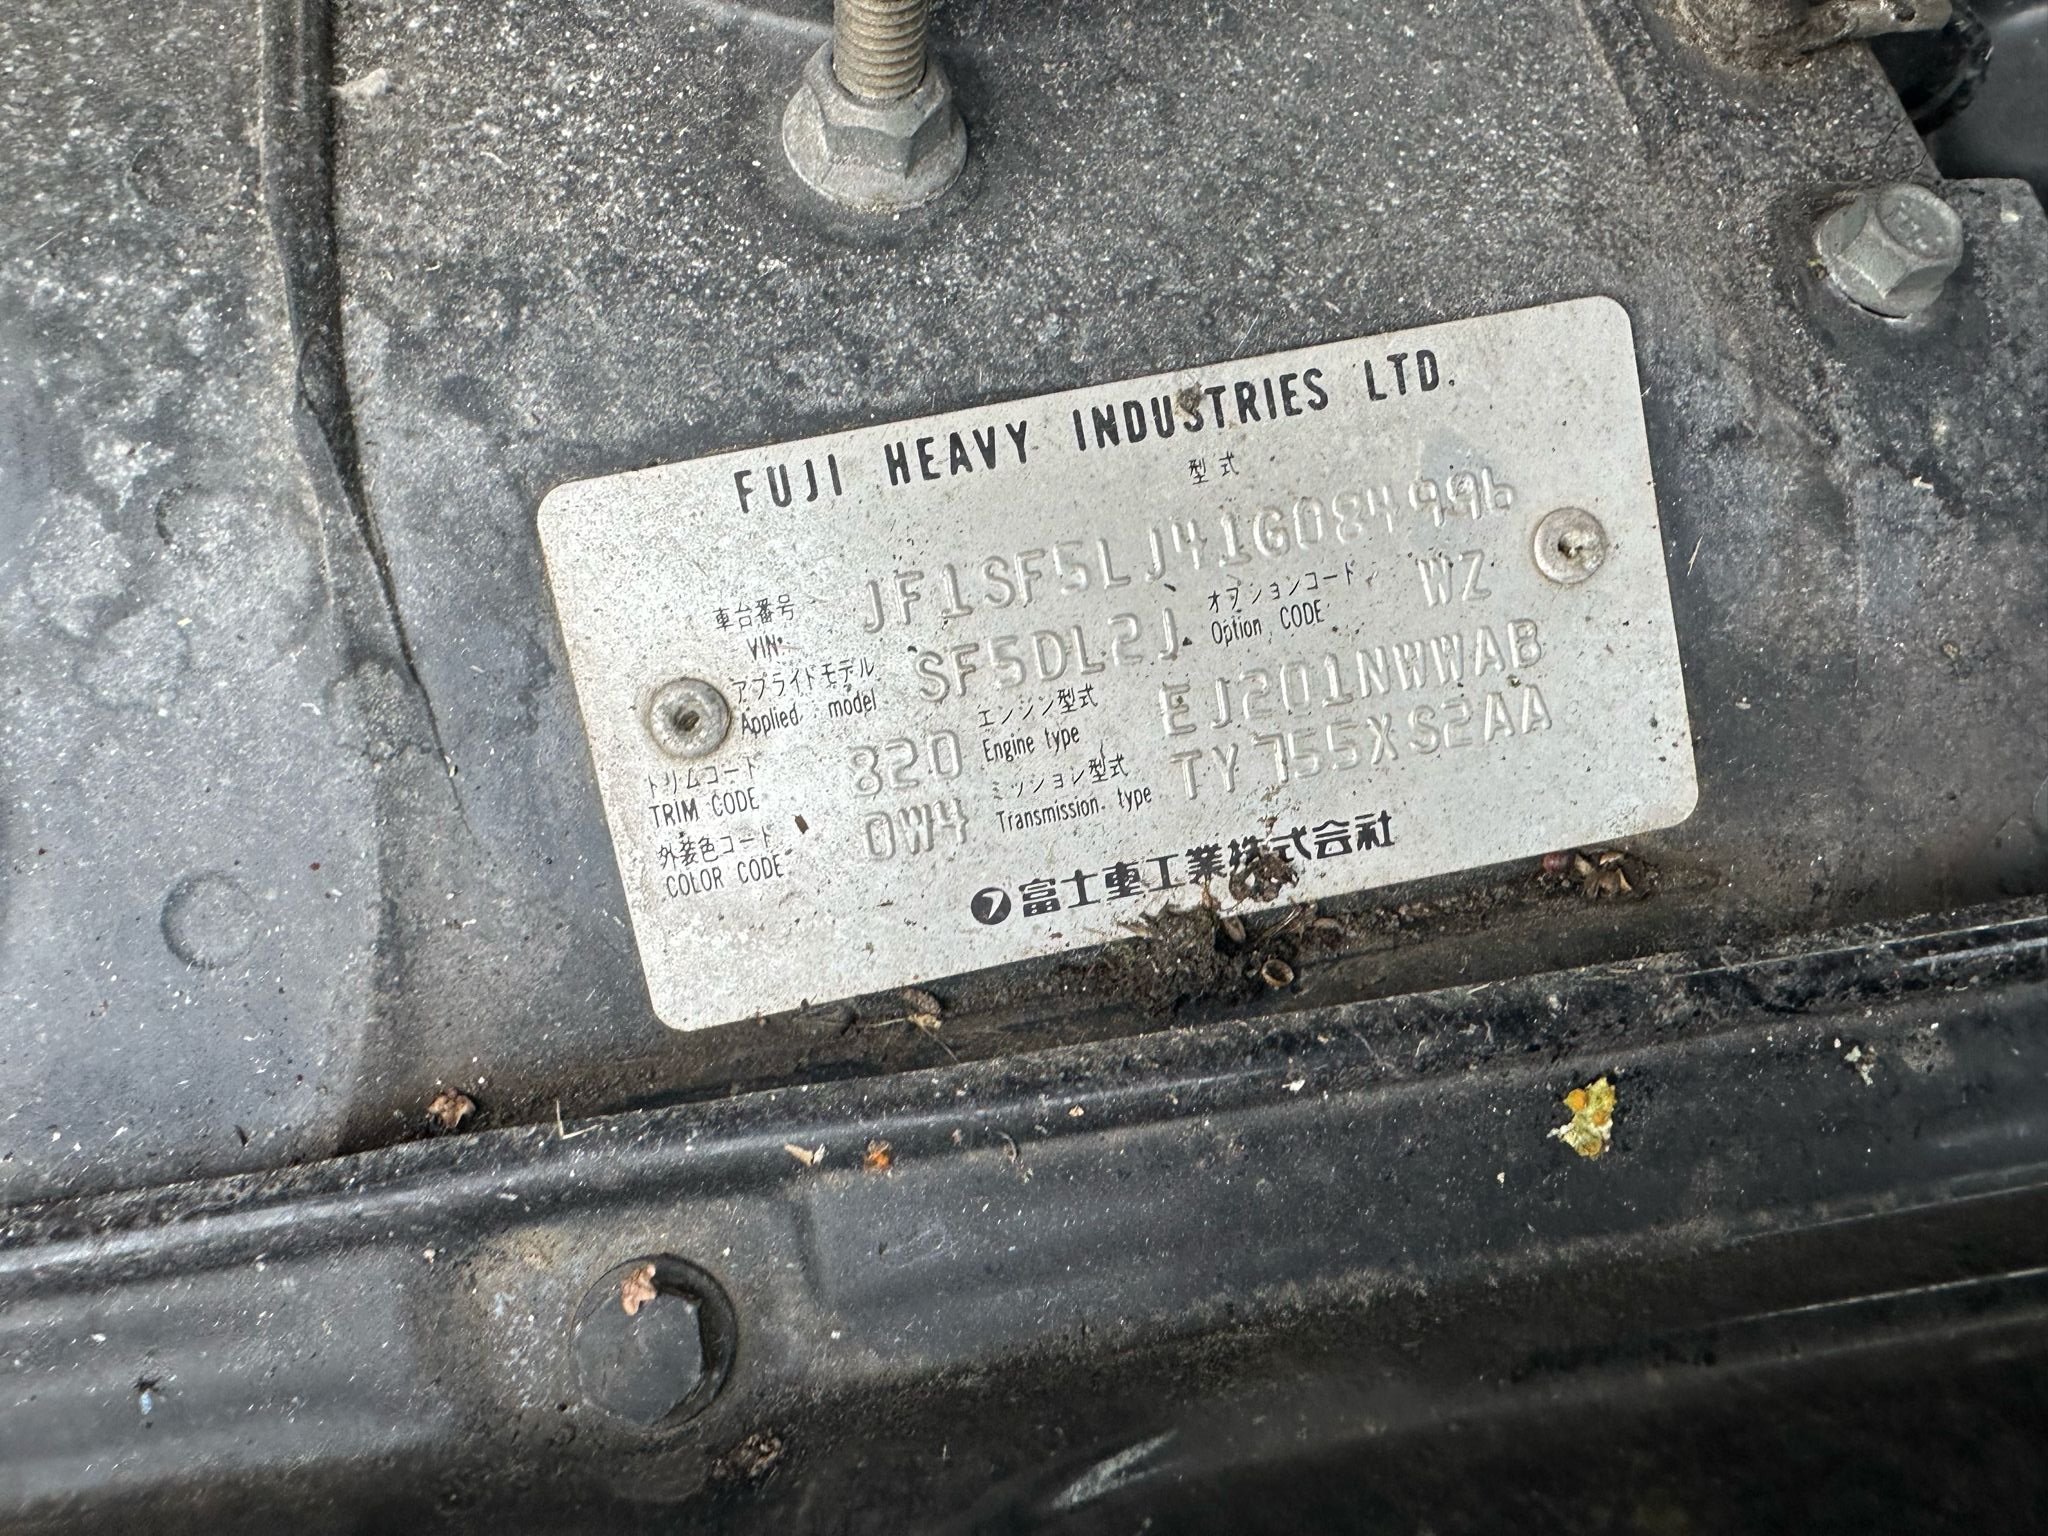 FUJI HEAVY INDUSTRIES LTD.
型式
車台番号
VIN. JF1SF5LJ41G084996
アプライドモデル
Applied model SF5DL2J
オプションコード
Option CODE WZ
トリムコード
TRIM CODE 820
エンジン型式
Engine type EJ201NWWAB
外装色コード
COLOR CODE 0W4
ミッション型式
Transmission. type TY755XS2AA
富士重工業株式会社